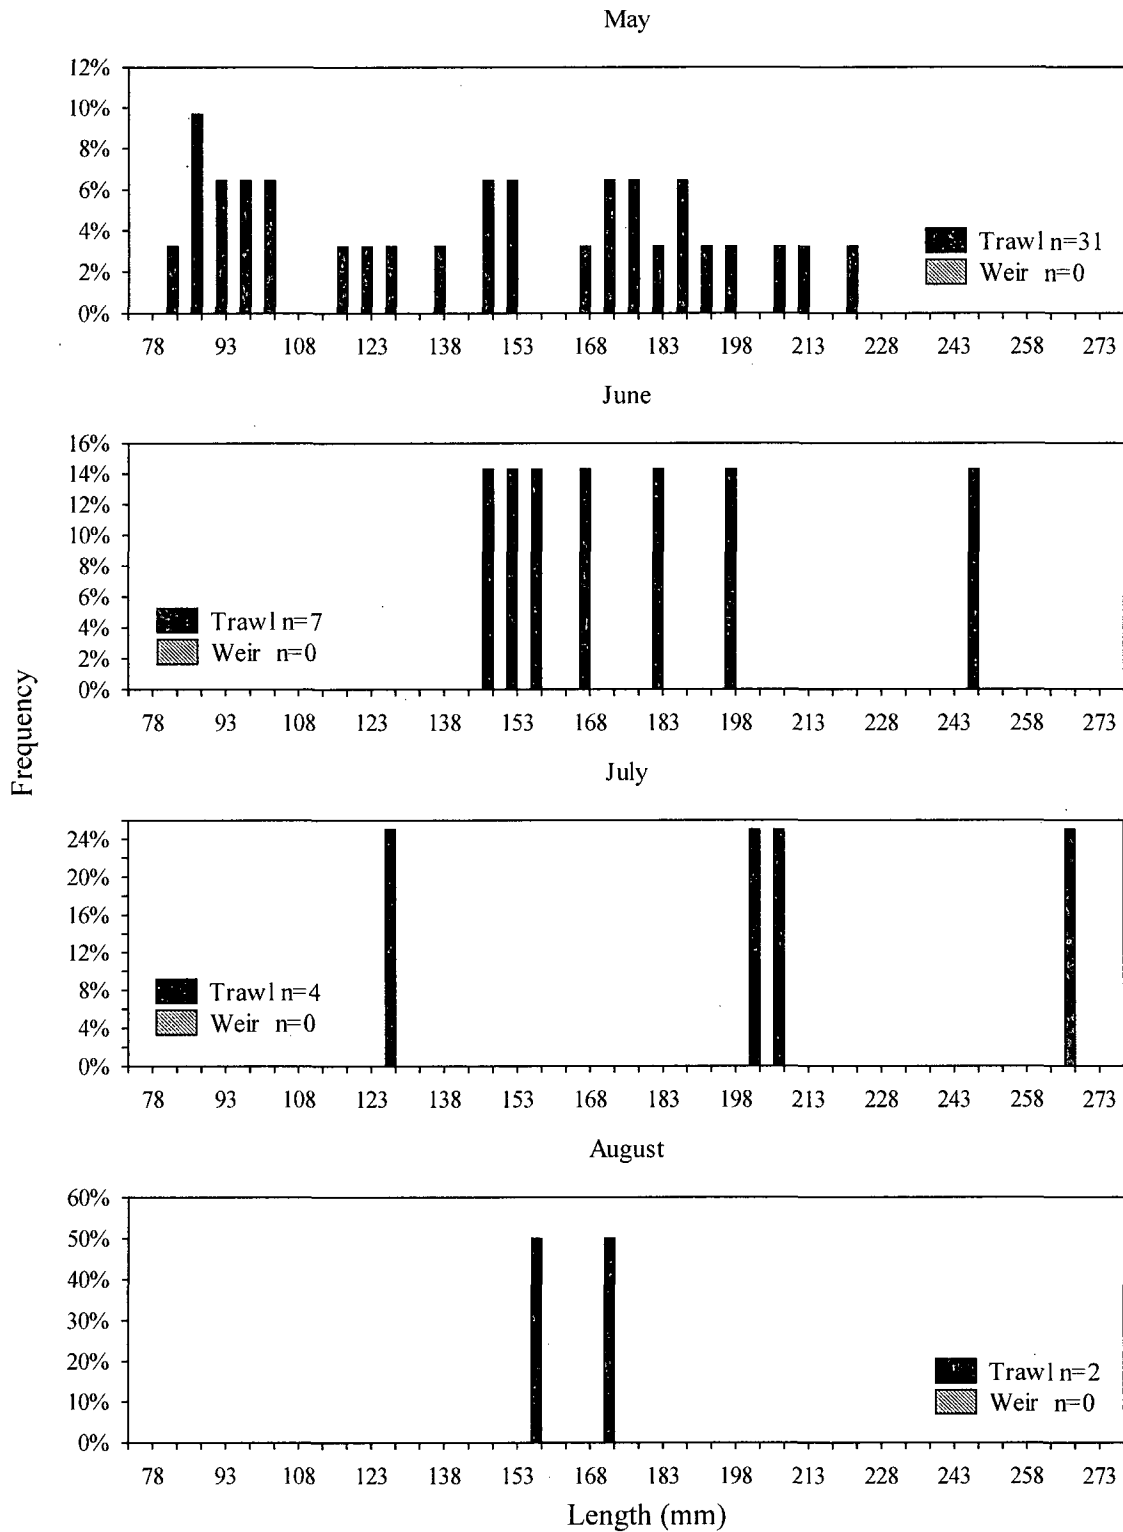 May
12%
10%
8%
6%
4%
2%
0%
Trawl n=31
Weir n=0
78 93 108 123 138 153 168 183 198 213 228 243 258 273
June
16%
14%
12%
10%
8%
6%
4%
2%
0%
Trawl n=7
Weir n=0
78 93 108 123 138 153 168 183 198 213 228 243 258 273
Frequency
July
24%
20%
16%
12%
8%
4%
0%
Trawl n=4
Weir n=0
78 93 108 123 138 153 168 183 198 213 228 243 258 273
August
60%
50%
40%
30%
20%
10%
0%
Trawl n=2
Weir n=0
78 93 108 123 138 153 168 183 198 213 228 243 258 273
Length (mm)